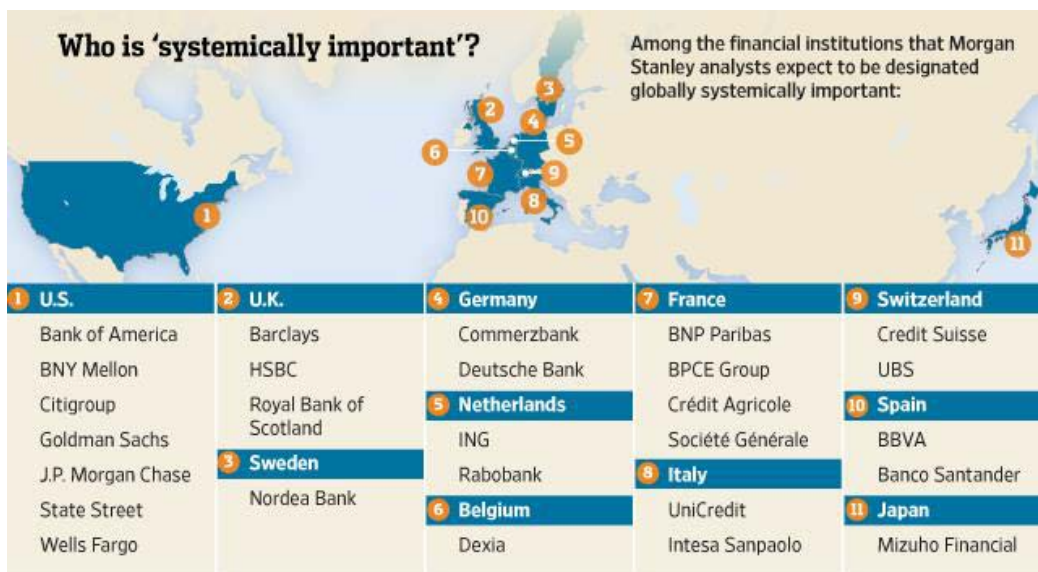 Who is ‘systemically important’?
Among the financial institutions that Morgan
Stanley analysts expect to be designated
globally systemically important:
1
2
3
4
5
6
7
8
9
10
11
1 U.S.
Bank of America
BNY Mellon
Citigroup
Goldman Sachs
J.P. Morgan Chase
State Street
Wells Fargo
2 U.K.
Barclays
HSBC
Royal Bank of
Scotland
3 Sweden
Nordea Bank
4 Germany
Commerzbank
Deutsche Bank
5 Netherlands
ING
Rabobank
6 Belgium
Dexia
7 France
BNP Paribas
BPCE Group
Crédit Agricole
Société Générale
8 Italy
UniCredit
Intesa Sanpaolo
9 Switzerland
Credit Suisse
UBS
10 Spain
BBVA
Banco Santander
11 Japan
Mizuho Financial